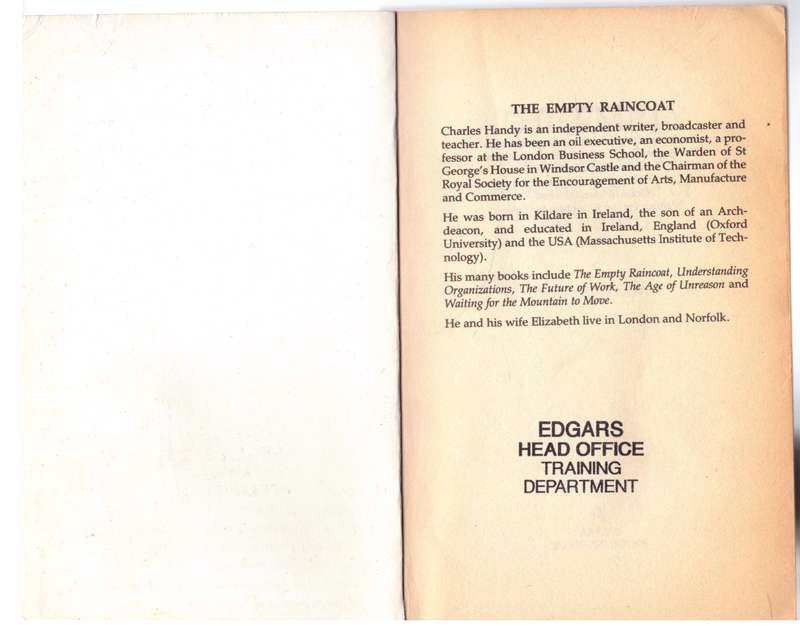 THE EMPTY RAINCOAT
Charles Handy is an independent writer, broadcaster and
teacher. He has been an oil executive, an economist, a pro-
fessor at the London Business School, the Warden of St
George's House in Windsor Castle and the Chairman of the
Royal Society for the Encouragement of Arts, Manufacture
and Commerce.
He was born in Kildare in Ireland, the son of an Arch-
deacon, and educated in Ireland, England (Oxford
University) and the USA (Massachusetts Institute of Tech-
nology).
His many books include The Empty Raincoat, Understanding
Organizations, The Future of Work, The Age of Unreason and
Waiting for the Mountain to Move.
He and his wife Elizabeth live in London and Norfolk.
EDGARS
HEAD OFFICE
TRAINING
DEPARTMENT